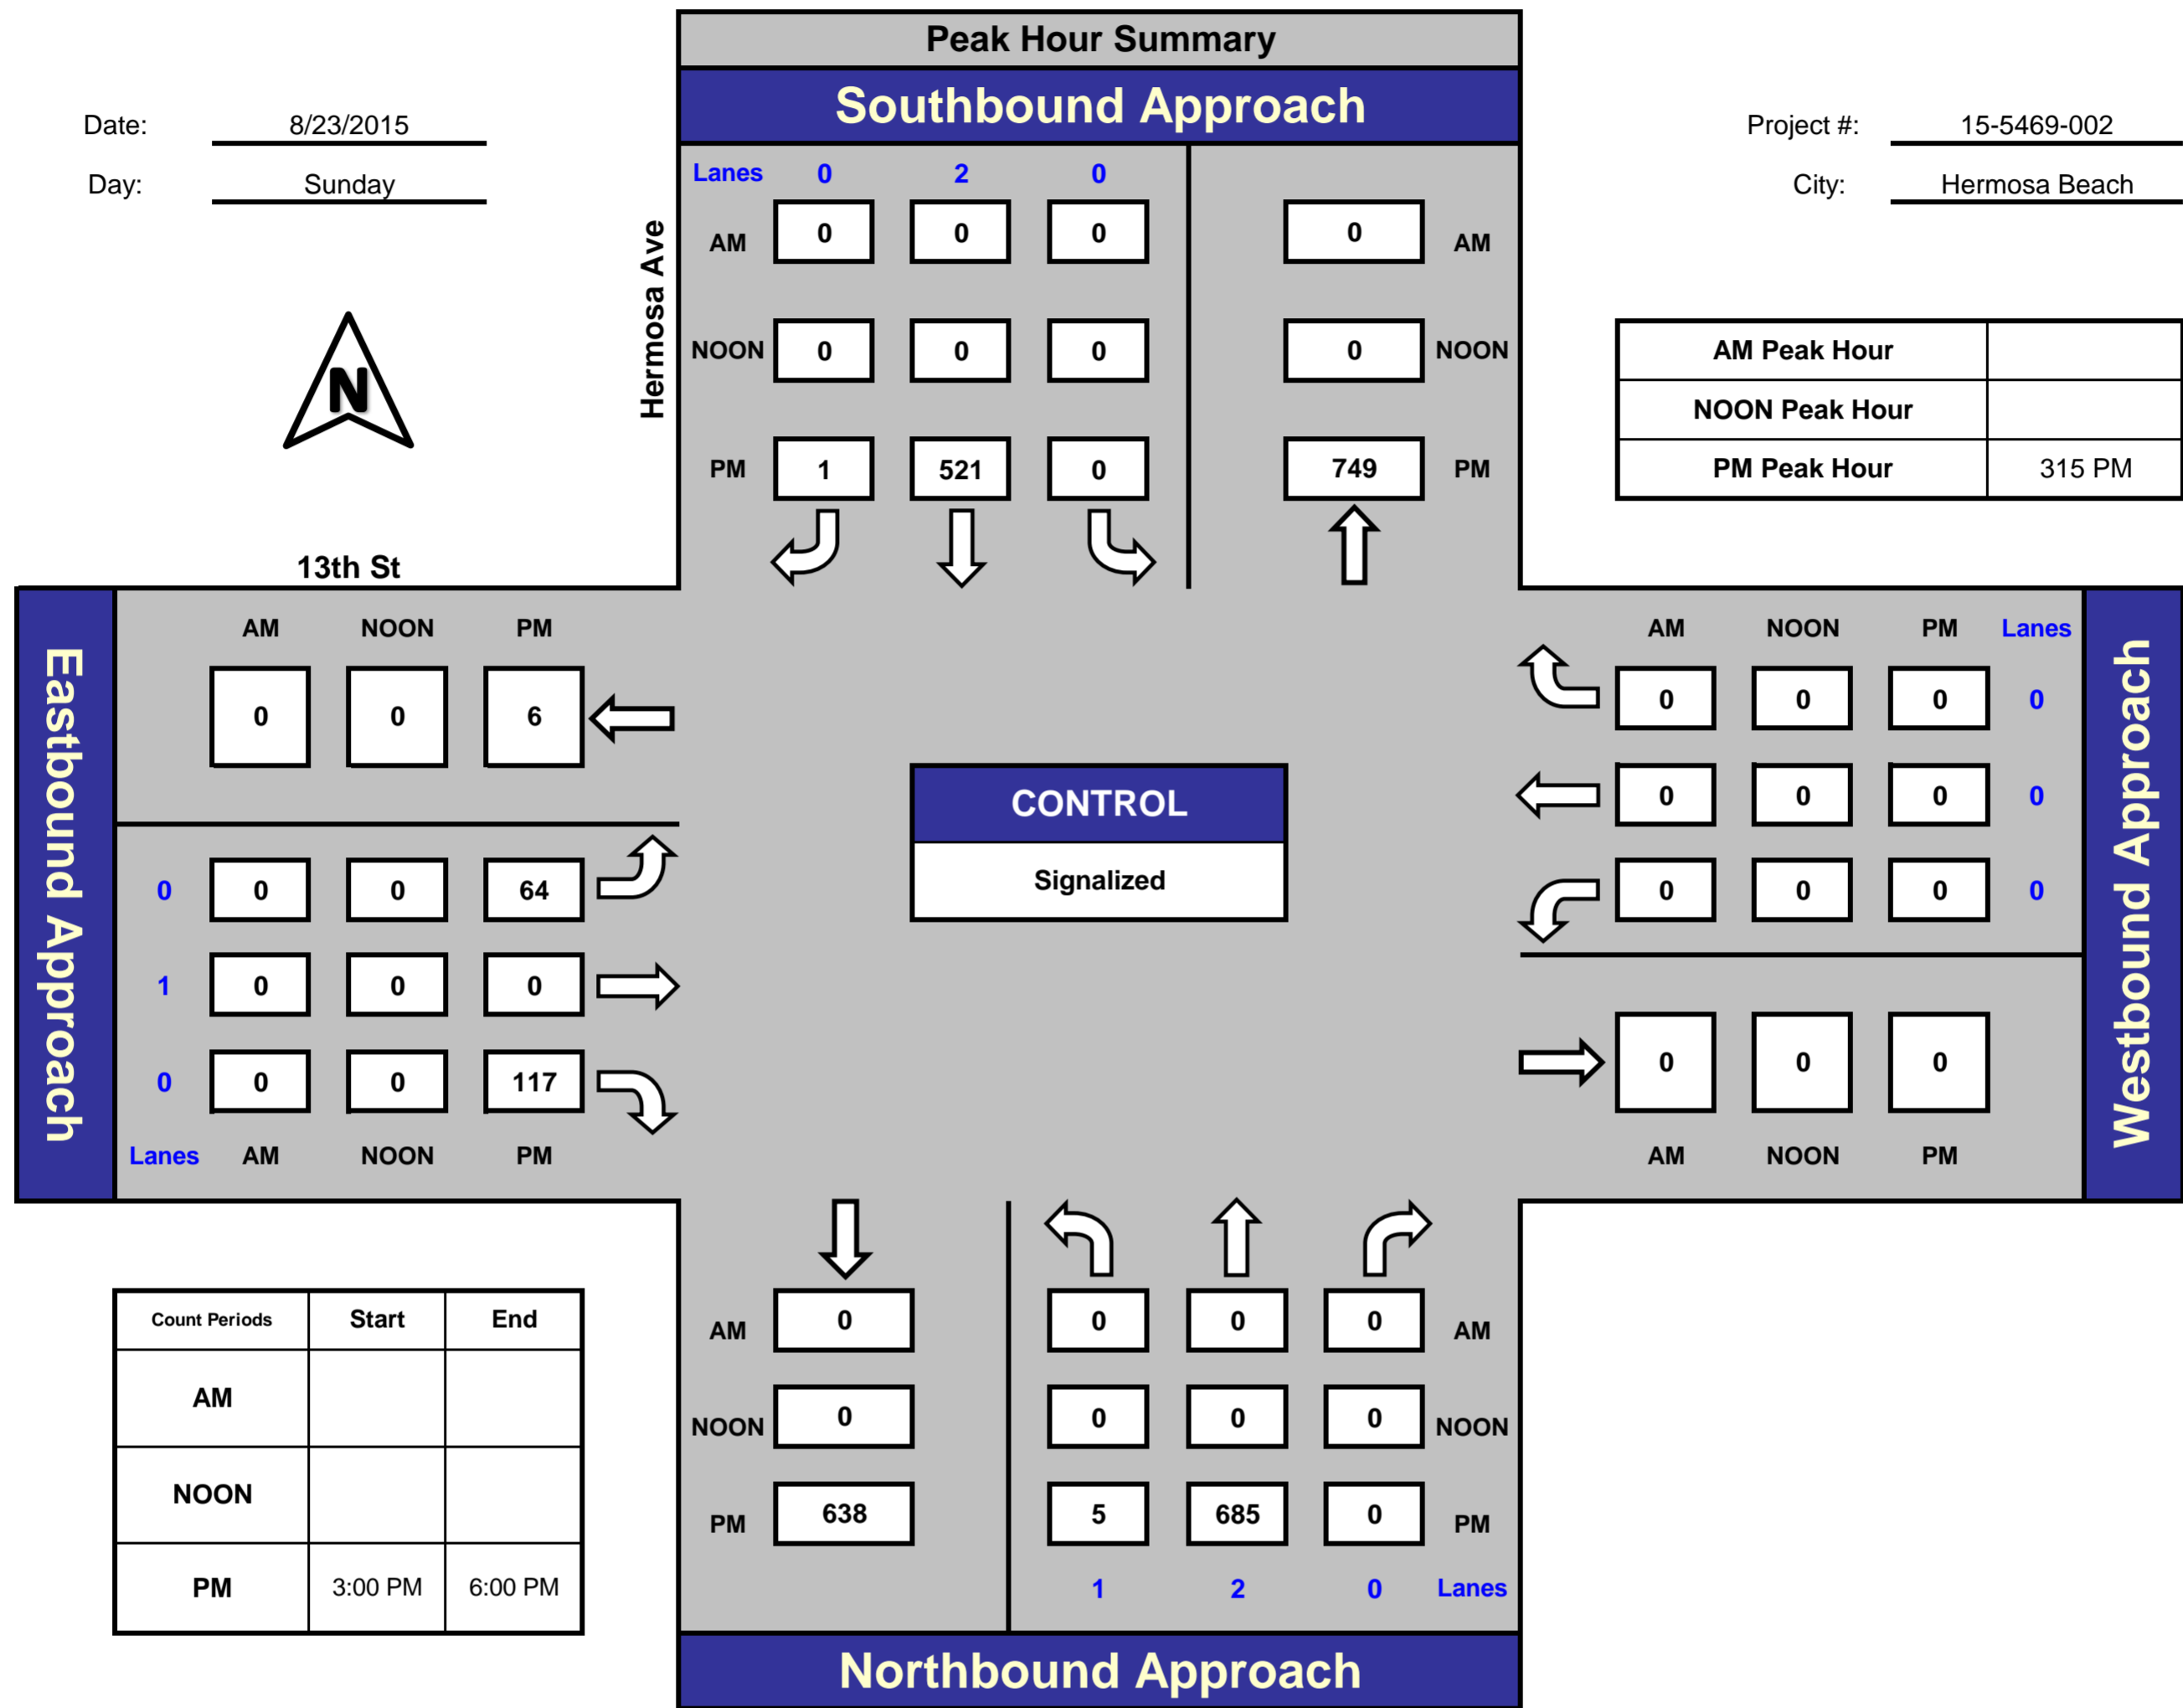 Peak Hour Summary
Southbound Approach
Date: 8/23/2015
Project #: 15-5469-002
Day: Sunday
City: Hermosa Beach
Hermosa Ave
Lanes 0 2 0
AM 0 0 0 0 AM
NOON 0 0 0 0 NOON
PM 1 521 0 749 PM
N
AM Peak Hour
NOON Peak Hour
PM Peak Hour 315 PM
13th St
Eastbound Approach
AM NOON PM
0 0 6
0 0 0 64
1 0 0 0
0 0 0 117
Lanes AM NOON PM
CONTROL
Signalized
AM NOON PM Lanes
0 0 0 0
0 0 0 0
0 0 0 0
0 0 0
AM NOON PM
Westbound Approach
Count Periods Start End
AM
NOON
PM 3:00 PM 6:00 PM
AM 0 0 0 0 AM
NOON 0 0 0 0 NOON
PM 638 5 685 0 PM
1 2 0 Lanes
Northbound Approach